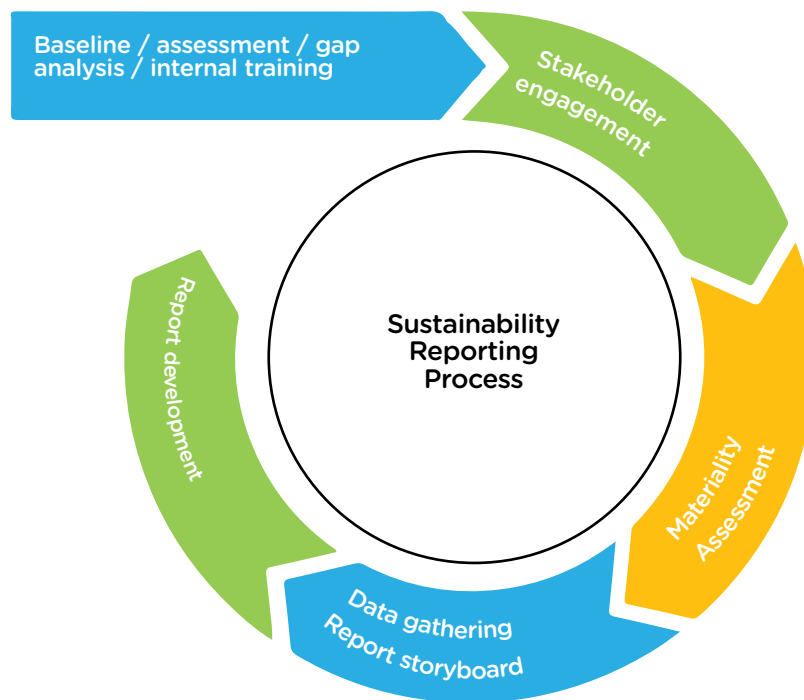 Baseline / assessment / gap
analysis / internal training
Stakeholder
engagement
Materiality
Assessment
Data gathering
Report storyboard
Report development
Sustainability
Reporting
Process